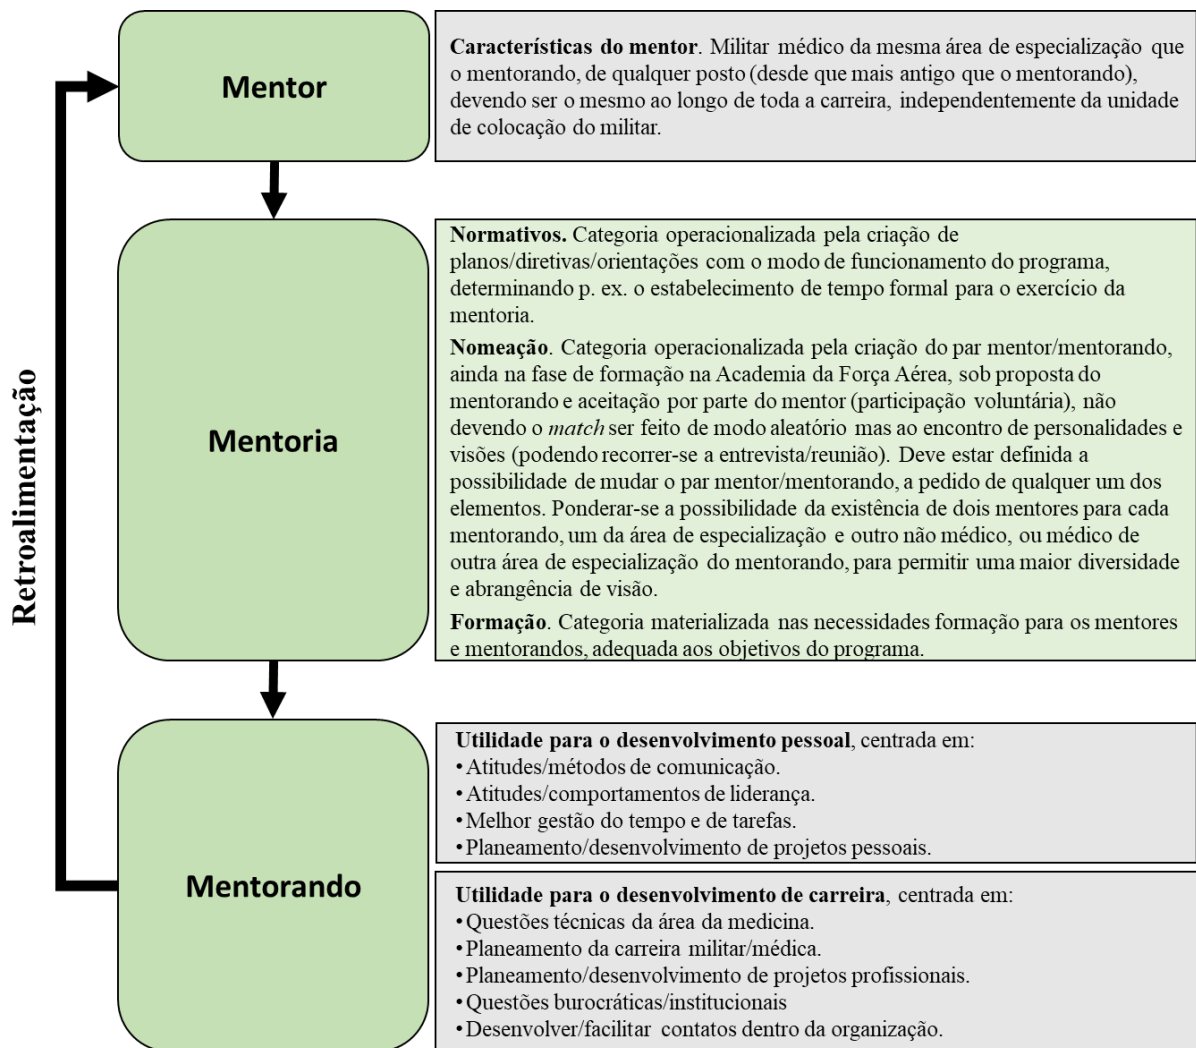 Retroalimentação
Mentor
Características do mentor. Militar médico da mesma área de especialização que
o mentorando, de qualquer posto (desde que mais antigo que o mentorando),
devendo ser o mesmo ao longo de toda a carreira, independentemente da unidade
de colocação do militar.
Mentoria
Normativos. Categoria operacionalizada pela criação de
planos/diretivas/orientações com o modo de funcionamento do programa,
determinando p. ex. o estabelecimento de tempo formal para o exercício da
mentoria.
Nomeação. Categoria operacionalizada pela criação do par mentor/mentorando,
ainda na fase de formação na Academia da Força Aérea, sob proposta do
mentorando e aceitação por parte do mentor (participação voluntária), não
devendo o match ser feito de modo aleatório mas ao encontro de personalidades e
visões (podendo recorrer-se a entrevista/reunião). Deve estar definida a
possibilidade de mudar o par mentor/mentorando, a pedido de qualquer um dos
elementos. Ponderar-se a possibilidade da existência de dois mentores para cada
mentorando, um da área de especialização e outro não médico, ou médico de
outra área de especialização do mentorando, para permitir uma maior diversidade
e abrangência de visão.
Formação. Categoria materializada nas necessidades formação para os mentores
e mentorandos, adequada aos objetivos do programa.
Mentorando
Utilidade para o desenvolvimento pessoal, centrada em:
• Atitudes/métodos de comunicação.
• Atitudes/comportamentos de liderança.
• Melhor gestão do tempo e de tarefas.
• Planeamento/desenvolvimento de projetos pessoais.
Utilidade para o desenvolvimento de carreira, centrada em:
• Questões técnicas da área da medicina.
• Planeamento da carreira militar/médica.
• Planeamento/desenvolvimento de projetos profissionais.
• Questões burocráticas/institucionais
• Desenvolver/facilitar contatos dentro da organização.